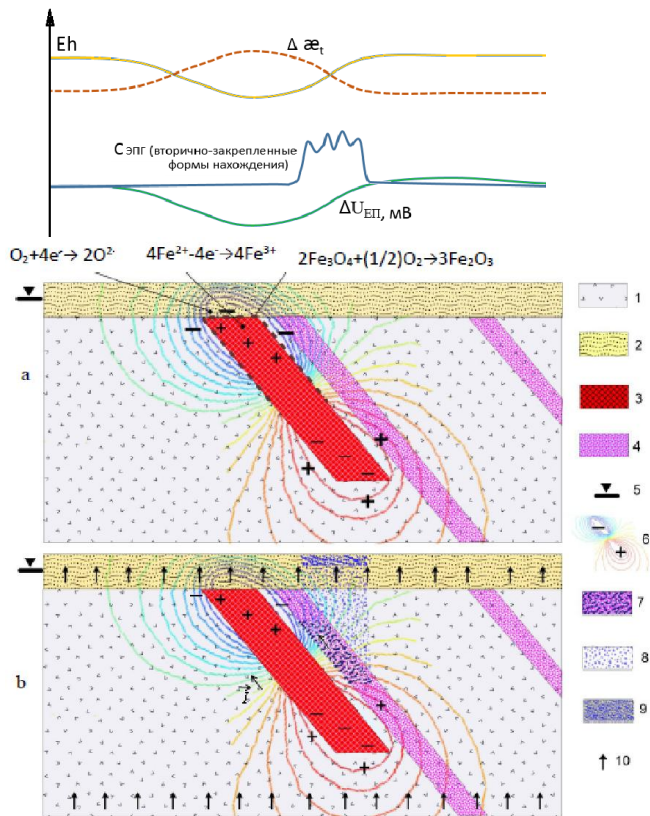 Eh
Δ æt
CЭПГ (вторично-закрепленные
формы нахождения)
ΔUЕП, мВ
O2+4e-→ 2O2-
4Fe2+-4e-→4Fe3+
2Fe3O4+(1/2)O2→3Fe2O3
a
b
1
2
3
4
5
6
7
8
9
10